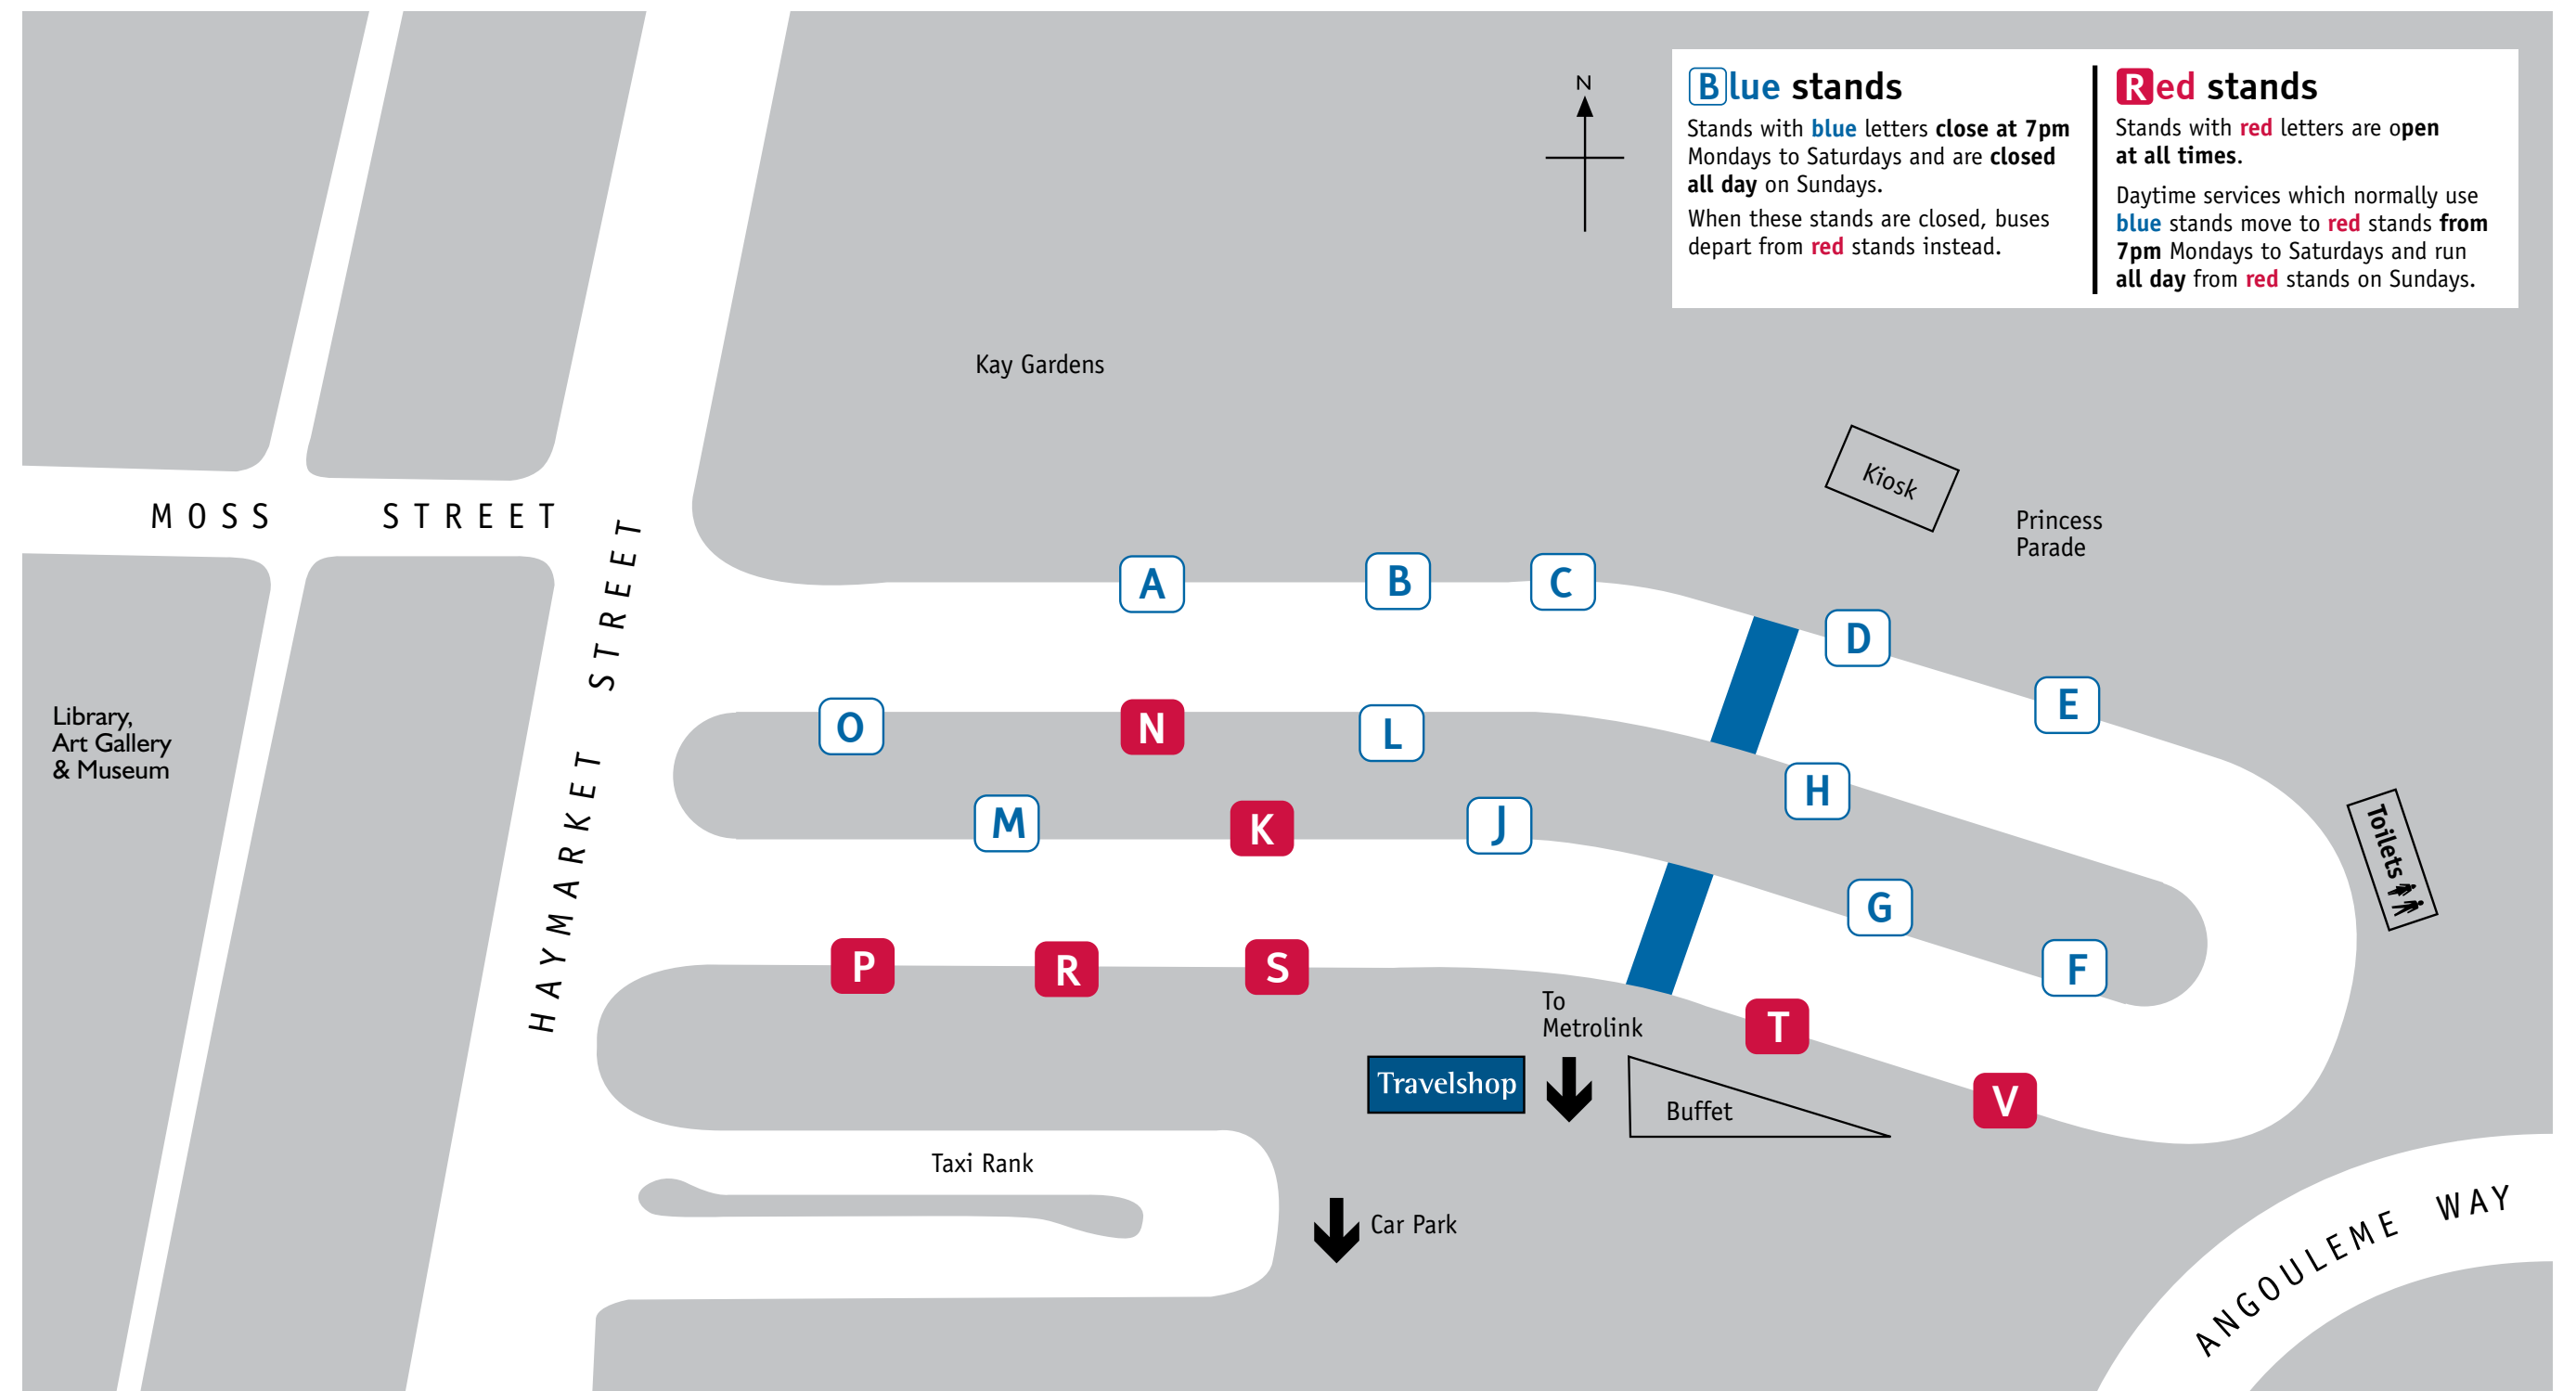 N
Blue stands
Stands with blue letters close at 7pm
Mondays to Saturdays and are closed
all day on Sundays.
When these stands are closed, buses
depart from red stands instead.
Red stands
Stands with red letters are open
at all times.
Daytime services which normally use
blue stands move to red stands from
7pm Mondays to Saturdays and run
all day from red stands on Sundays.
Kay Gardens
Kiosk
Princess
Parade
MOSS STREET
HAYMARKET STREET
Library,
Art Gallery
& Museum
A
B
C
D
E
O
N
L
H
M
K
J
G
F
P
R
S
T
V
Toilets
To
Metrolink
Travelshop
Buffet
Taxi Rank
Car Park
ANGOULEME WAY